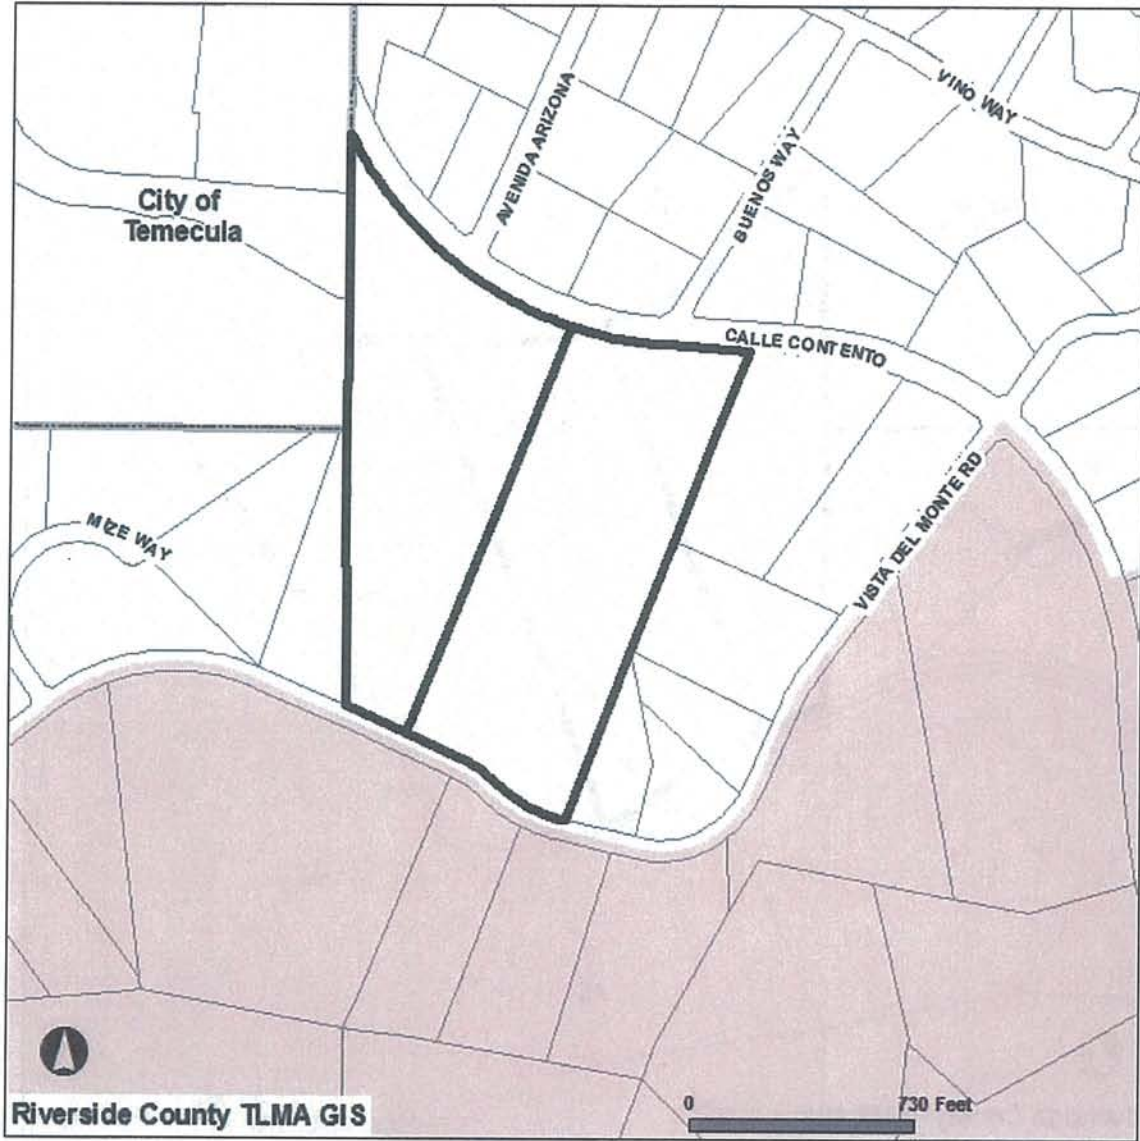 VINO WAY
AVENIDA ARIZONA
BUENOS WAY
City of
Temecula
CALLE CONTENTO
MIZE WAY
VISTA DEL MONTE RD
0 730 Feet
Riverside County TLMA GIS